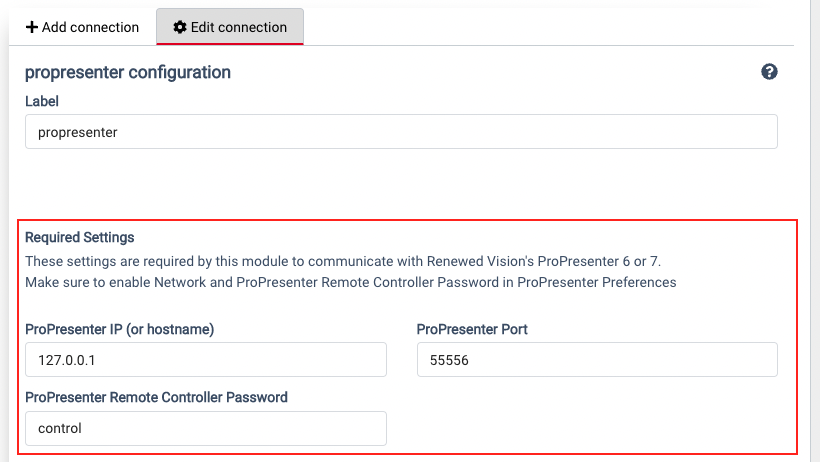 Add connection
Edit connection
propresenter configuration
Label
propresenter
Required Settings
These settings are required by this module to communicate with Renewed Vision's ProPresenter 6 or 7.
Make sure to enable Network and ProPresenter Remote Controller Password in ProPresenter Preferences
ProPresenter IP (or hostname)
ProPresenter Port
127.0.0.1
55556
ProPresenter Remote Controller Password
control